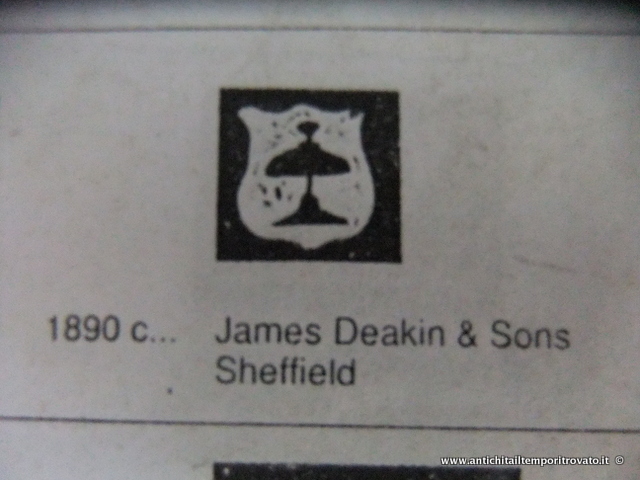 1890 c... James Deakin & Sons
Sheffield
www.antichitailtemporitrovato.it ©